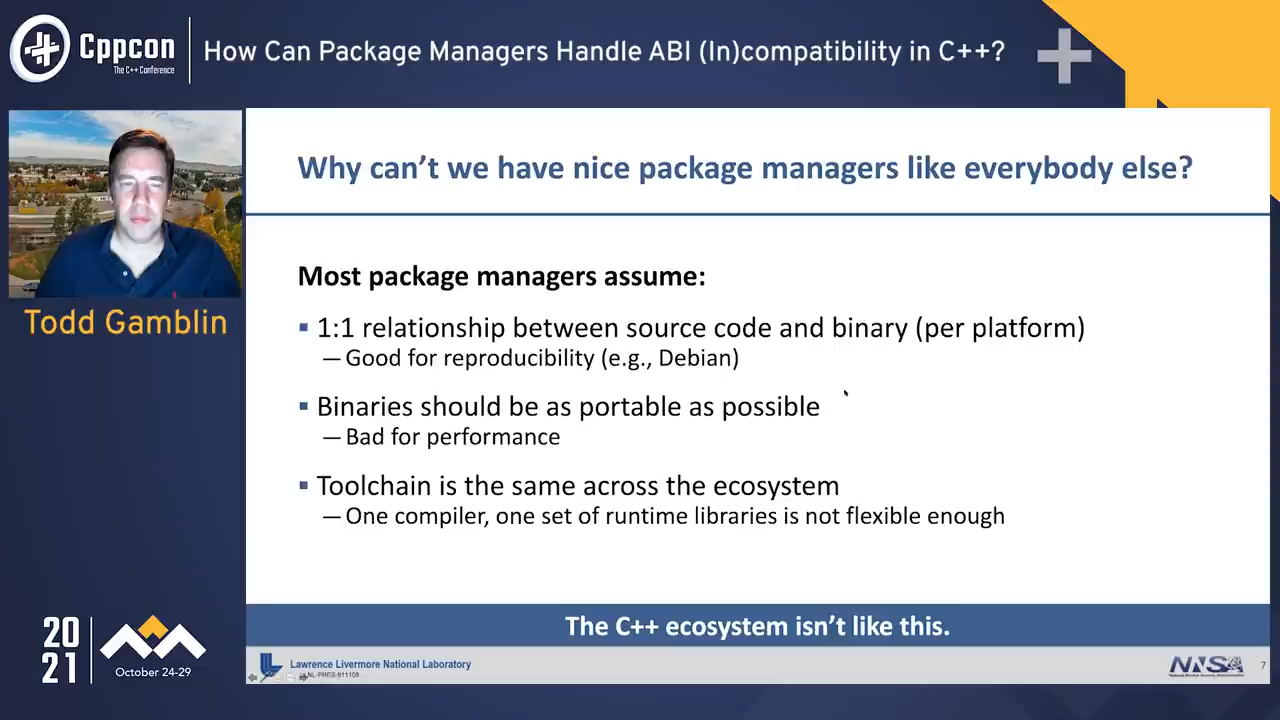 Cppcon
The C++ Conference
How Can Package Managers Handle ABI (In)compatibility in C++?
Todd Gamblin
Why can't we have nice package managers like everybody else?
Most package managers assume:
▪ 1:1 relationship between source code and binary (per platform)
— Good for reproducibility (e.g., Debian)
▪ Binaries should be as portable as possible
— Bad for performance
▪ Toolchain is the same across the ecosystem
— One compiler, one set of runtime libraries is not flexible enough
The C++ ecosystem isn't like this.
20
21
October 24-29
Lawrence Livermore National Laboratory
NNSA
7